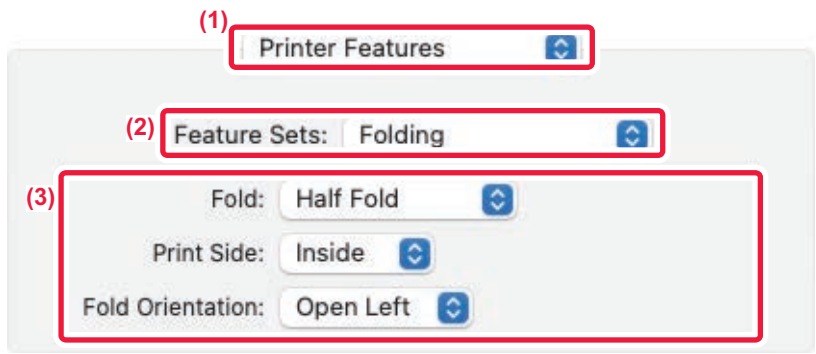 (1)
Printer Features
(2) Feature Sets: Folding
(3)
Fold: Half Fold
Print Side: Inside
Fold Orientation: Open Left